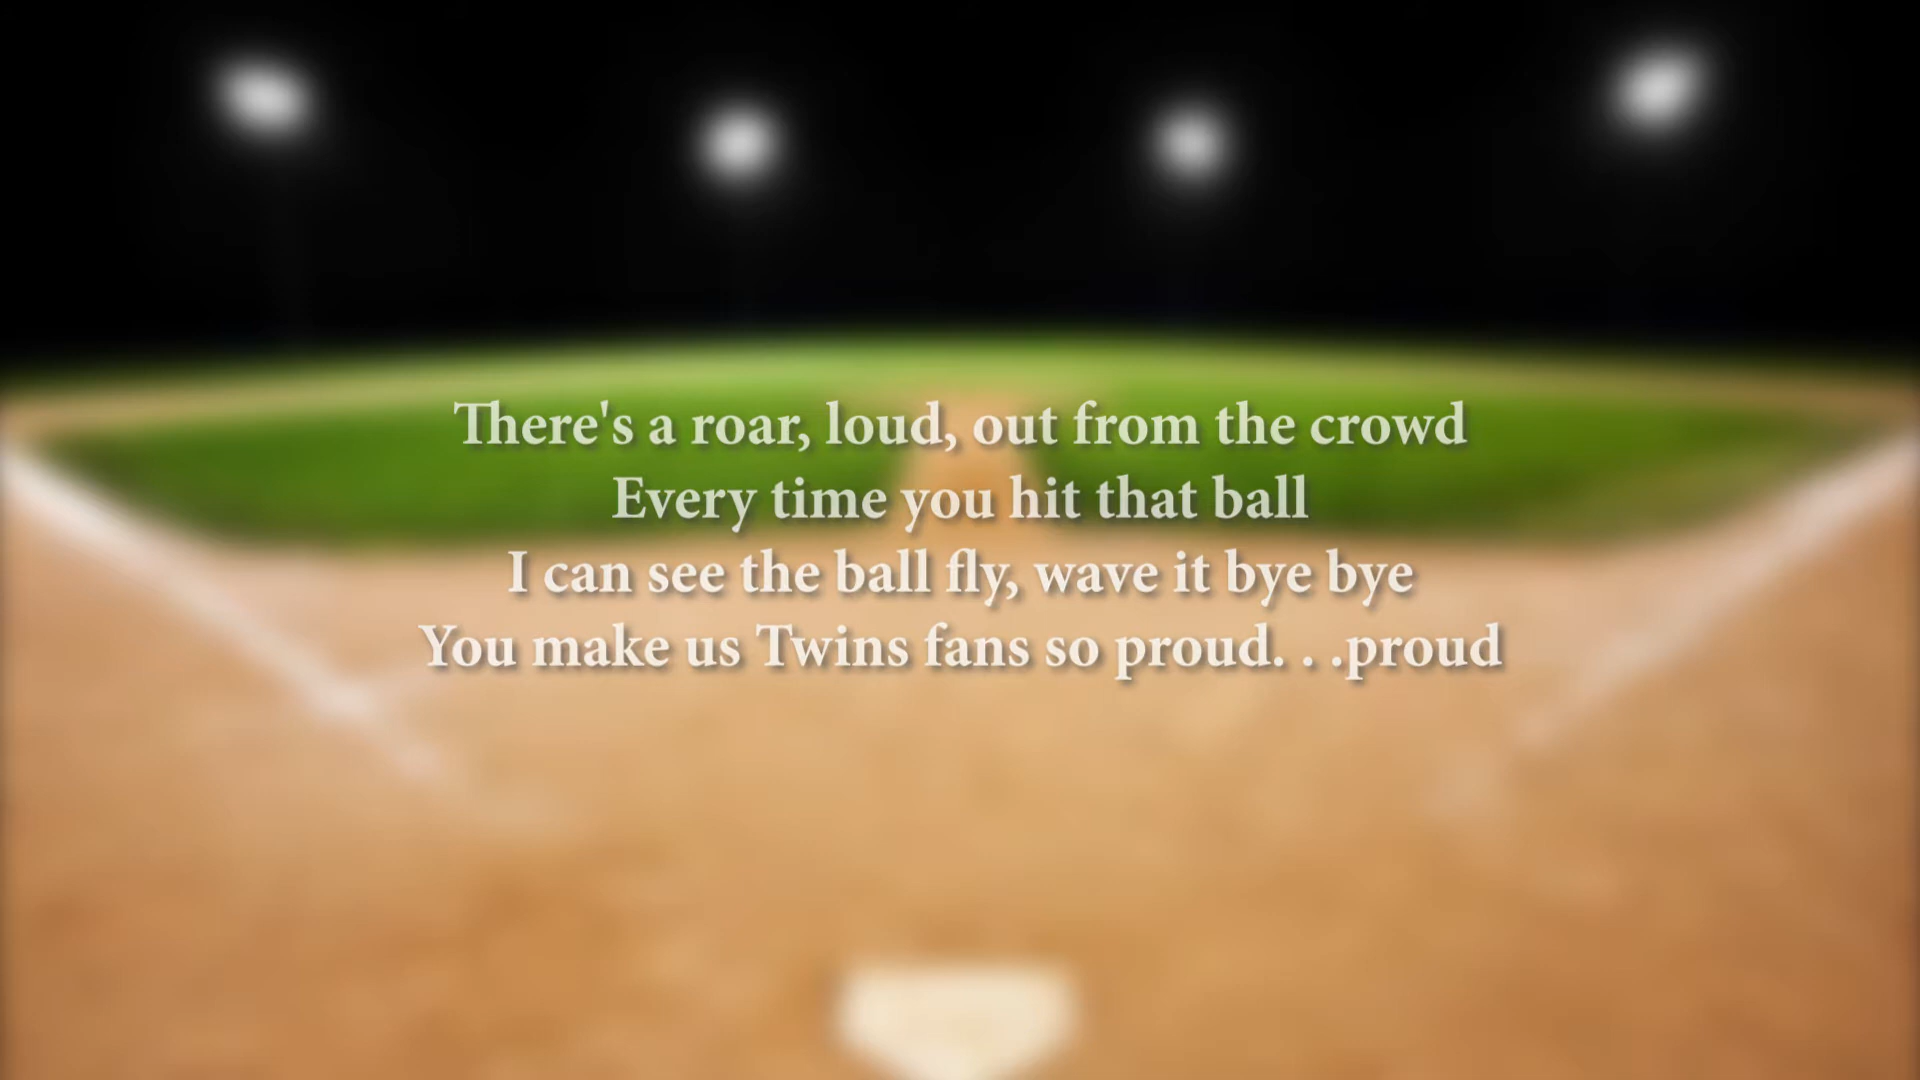 There's a roar, loud, out from the crowd
Every time you hit that ball
I can see the ball fly, wave it bye bye
You make us Twins fans so proud. . .proud